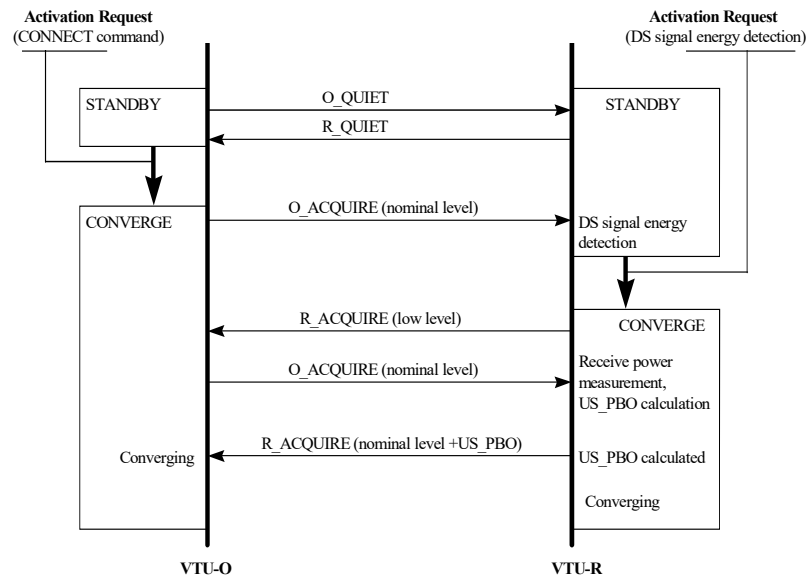 Activation Request
(CONNECT command)
Activation Request
(DS signal energy detection)
STANDBY
O_QUIET
STANDBY
R_QUIET
CONVERGE
O_ACQUIRE (nominal level)
DS signal energy
detection
R_ACQUIRE (low level)
CONVERGE
O_ACQUIRE (nominal level)
Receive power
measurement,
US_PBO calculation
Converging
R_ACQUIRE (nominal level +US_PBO)
US_PBO calculated
Converging
VTU-O
VTU-R